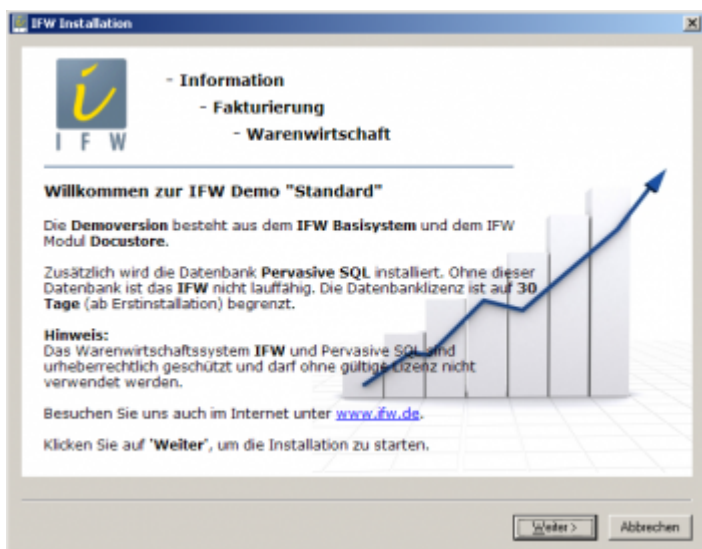 IFW Installation
- Information
- Fakturierung
- Warenwirtschaft
I F W
Willkommen zur IFW Demo "Standard"
Die Demoversion besteht aus dem IFW Basisystem und dem IFW
Modul Docustore.
Zusätzlich wird die Datenbank Pervasive SQL installiert. Ohne dieser
Datenbank ist das IFW nicht lauffähig. Die Datenbanklizenz ist auf 30
Tage (ab Erstinstallation) begrenzt.
Hinweis:
Das Warenwirtschaftssystem IFW und Pervasive SQL sind
urheberrechtlich geschützt und darf ohne gültige Lizenz nicht
verwendet werden.
Besuchen Sie uns auch im Internet unter www.ifw.de.
Klicken Sie auf 'Weiter', um die Installation zu starten.
Weiter >
Abbrechen